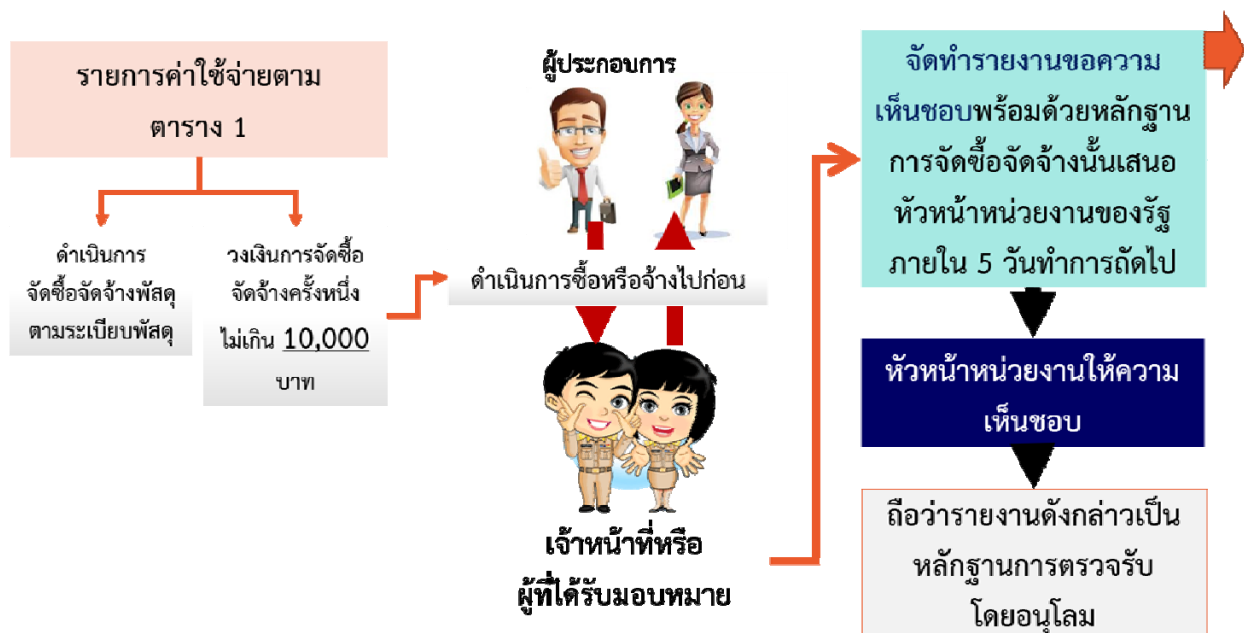 รายการค่าใช้จ่ายตาม
ตาราง 1
ดำเนินการ
จัดซื้อจัดจ้างพัสดุ
ตามระเบียบพัสดุ
วงเงินการจัดซื้อ
จัดจ้างครั้งหนึ่ง
ไม่เกิน 10,000
บาท
ผู้ประกอบการ
ดำเนินการซื้อหรือจ้างไปก่อน
เจ้าหน้าที่หรือ
ผู้ที่ได้รับมอบหมาย
จัดทำรายงานขอความ
เห็นชอบพร้อมด้วยหลักฐาน
การจัดซื้อจัดจ้างนั้นเสนอ
หัวหน้าหน่วยงานของรัฐ
ภายใน 5 วันทำการถัดไป
หัวหน้าหน่วยงานให้ความ
เห็นชอบ
ถือว่ารายงานดังกล่าวเป็น
หลักฐานการตรวจรับ
โดยอนุโลม